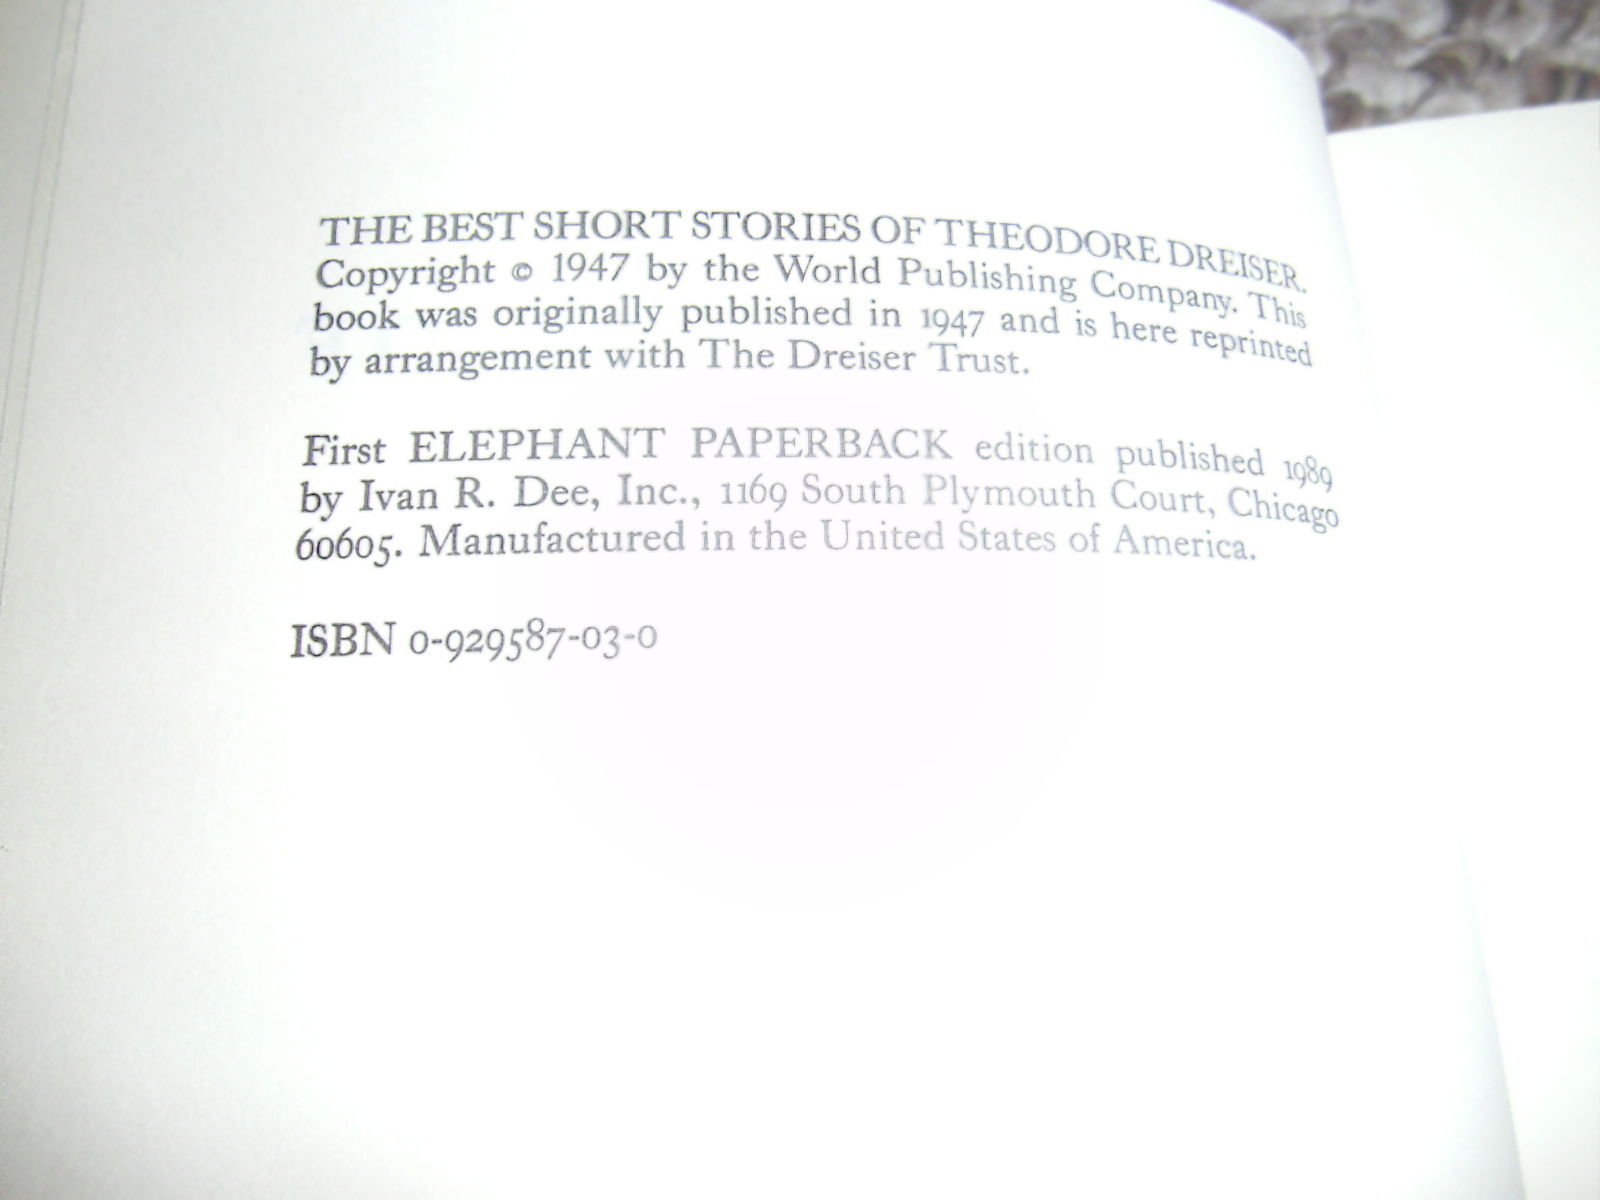 THE BEST SHORT STORIES OF THEODORE DREISER.
Copyright © 1947 by the World Publishing Company. This
book was originally published in 1947 and is here reprinted
by arrangement with The Dreiser Trust.
First ELEPHANT PAPERBACK edition published 1989
by Ivan R. Dee, Inc., 1169 South Plymouth Court, Chicago
60605. Manufactured in the United States of America.
ISBN 0-929587-03-0